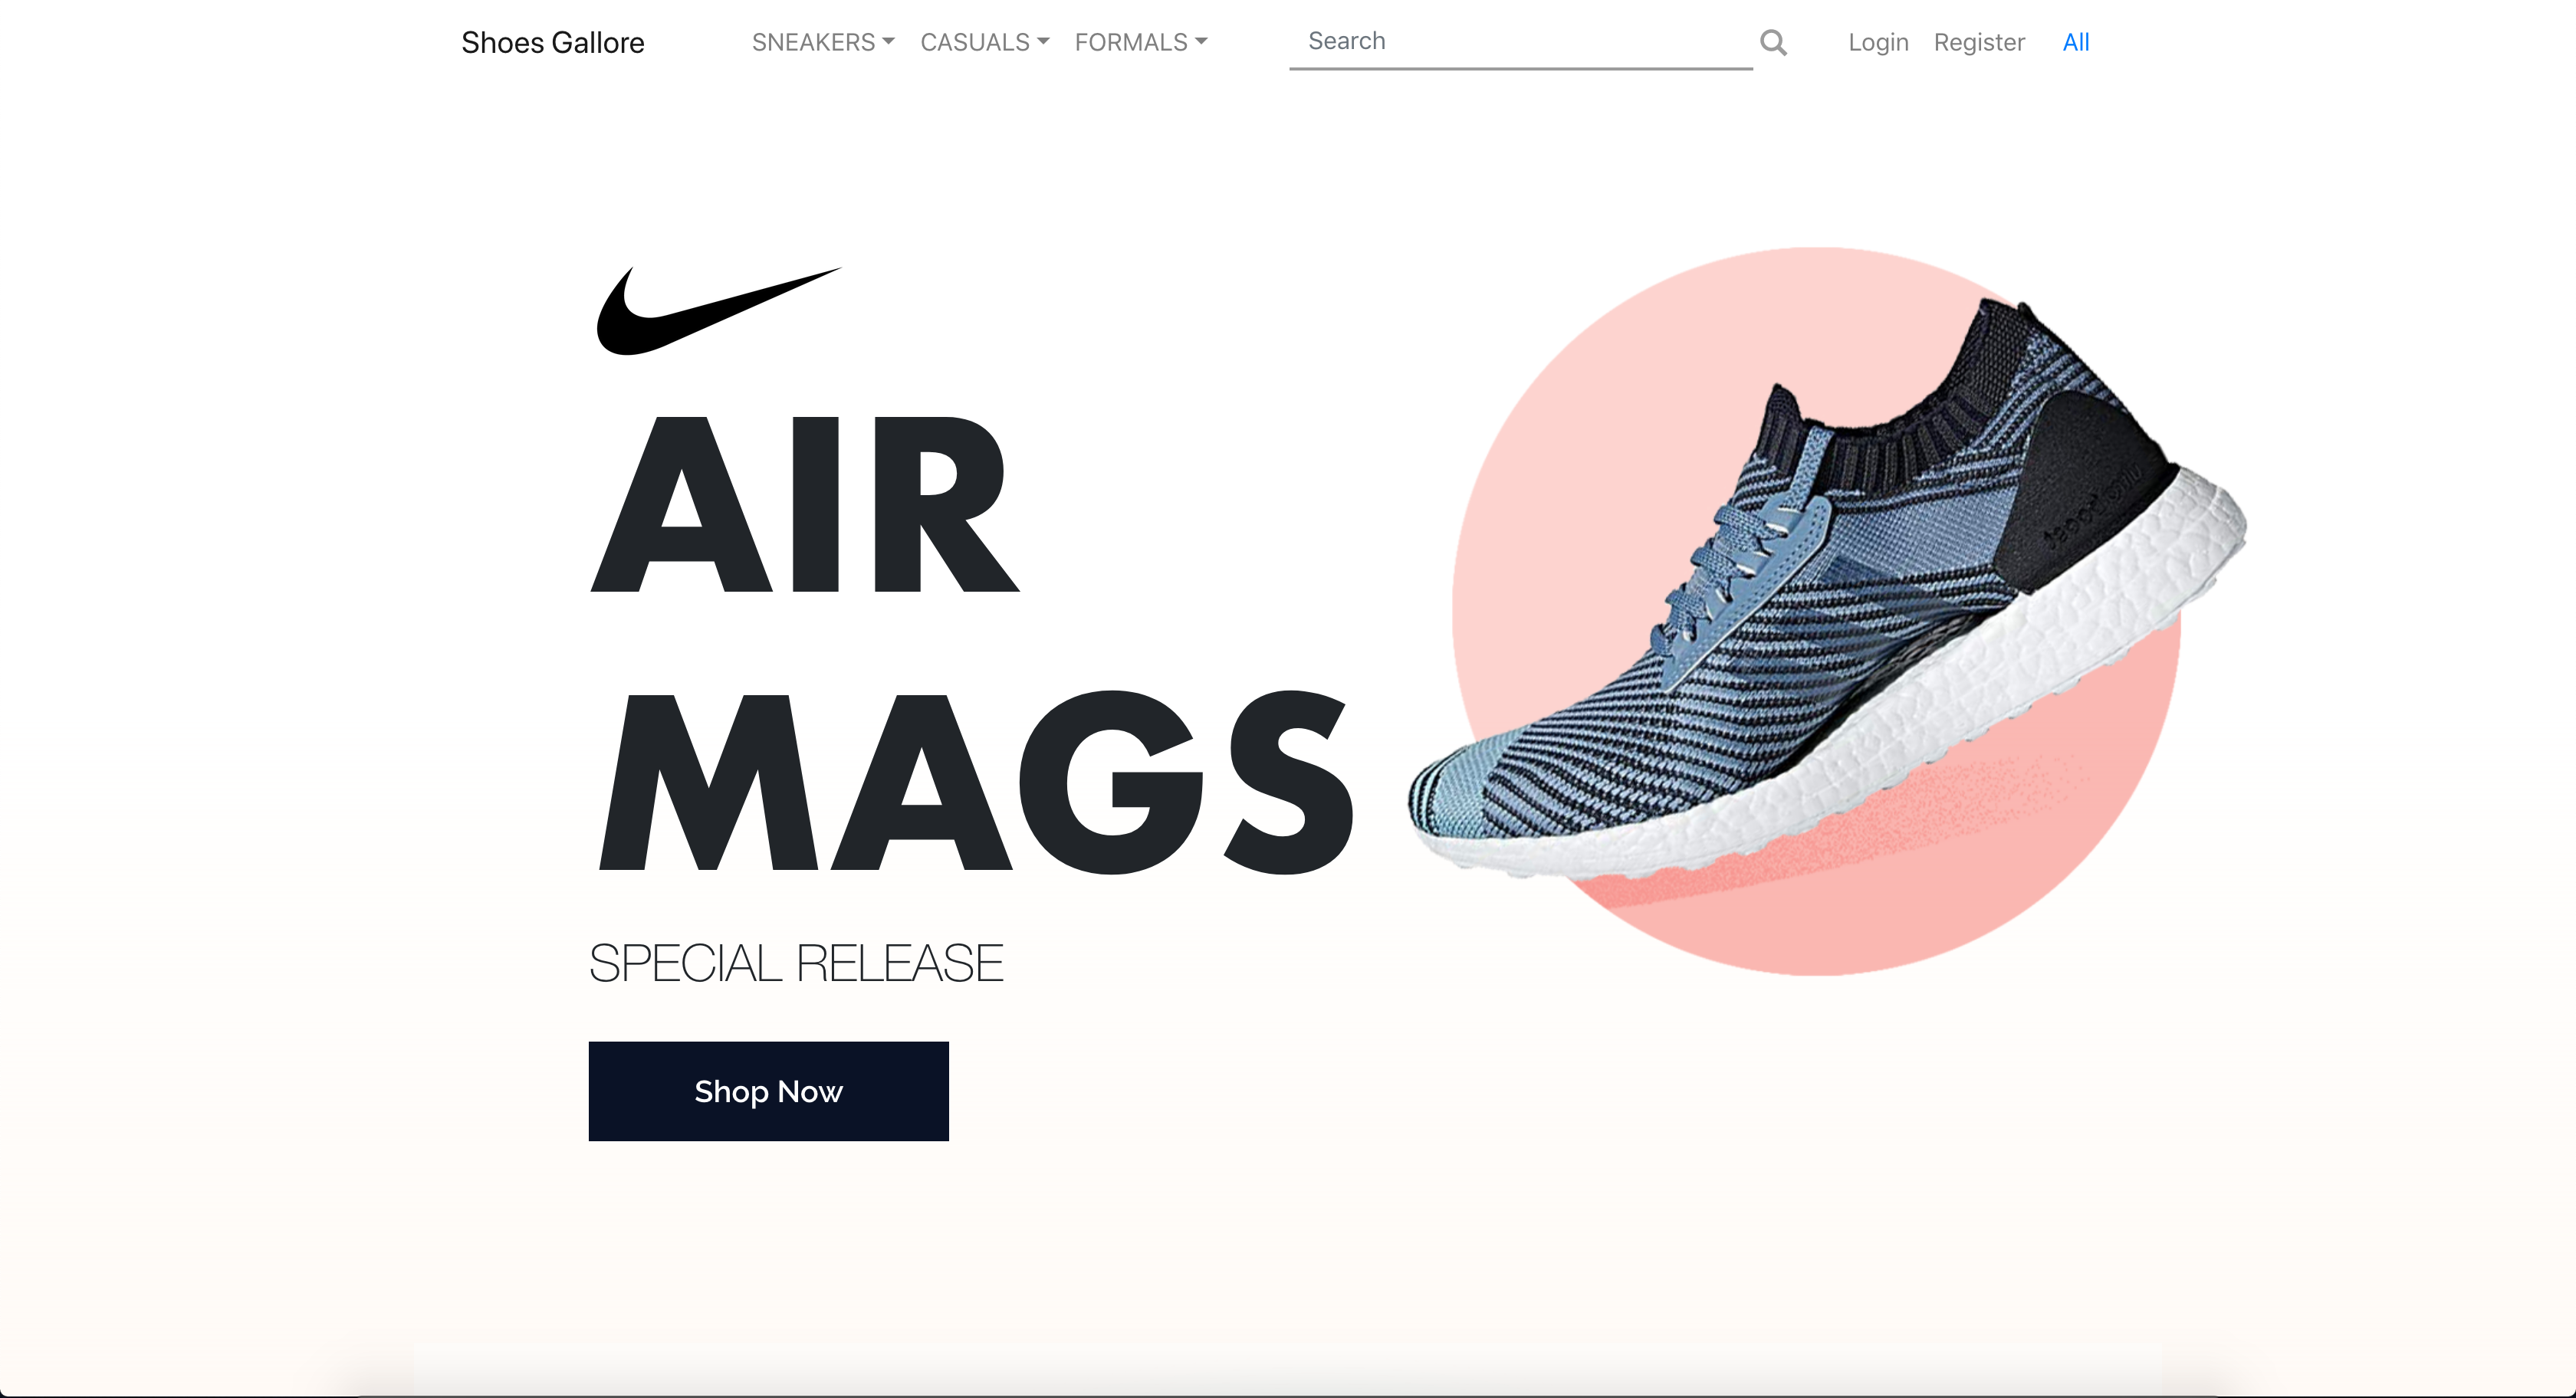 Shoes Gallore SNEAKERS CASUALS FORMALS Search Login Register All
AIR
MAGS
SPECIAL RELEASE
Shop Now